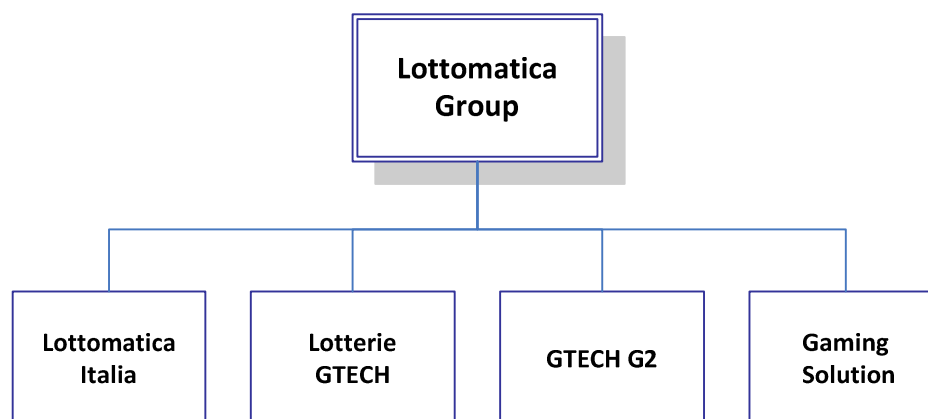 Lottomatica
Group
Lottomatica
Italia
Lotterie
GTECH
GTECH G2
Gaming
Solution